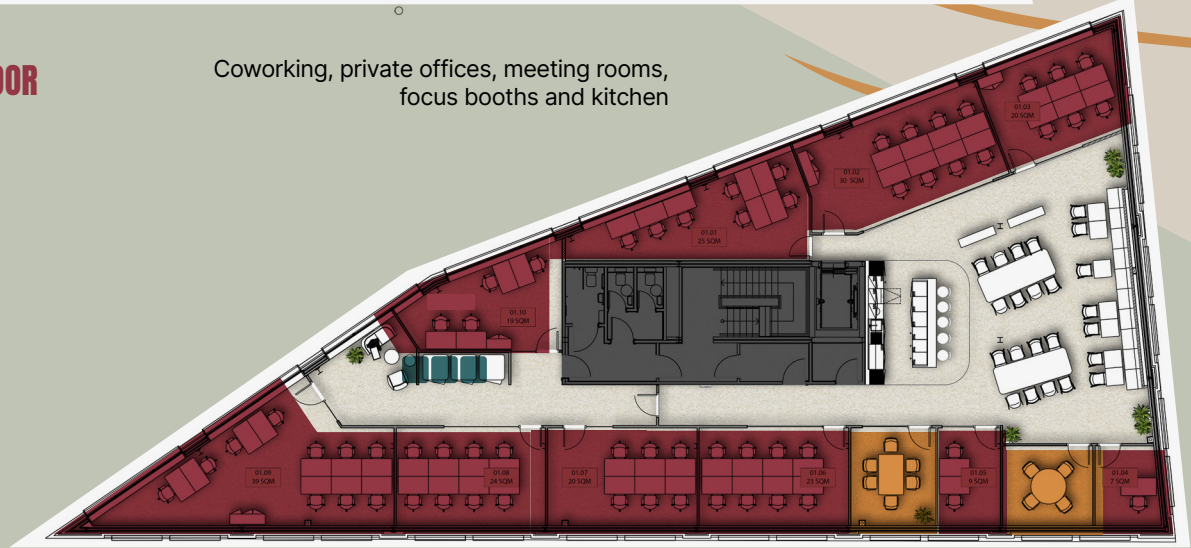 OOR
Coworking, private offices, meeting rooms,
focus booths and kitchen
01.03
20 SQM
01.02
30 SQM
01.01
25 SQM
01.10
19 SQM
01.09
39 SQM
01.08
24 SQM
01.07
20 SQM
01.06
23 SQM
01.05
9 SQM
01.04
7 SQM